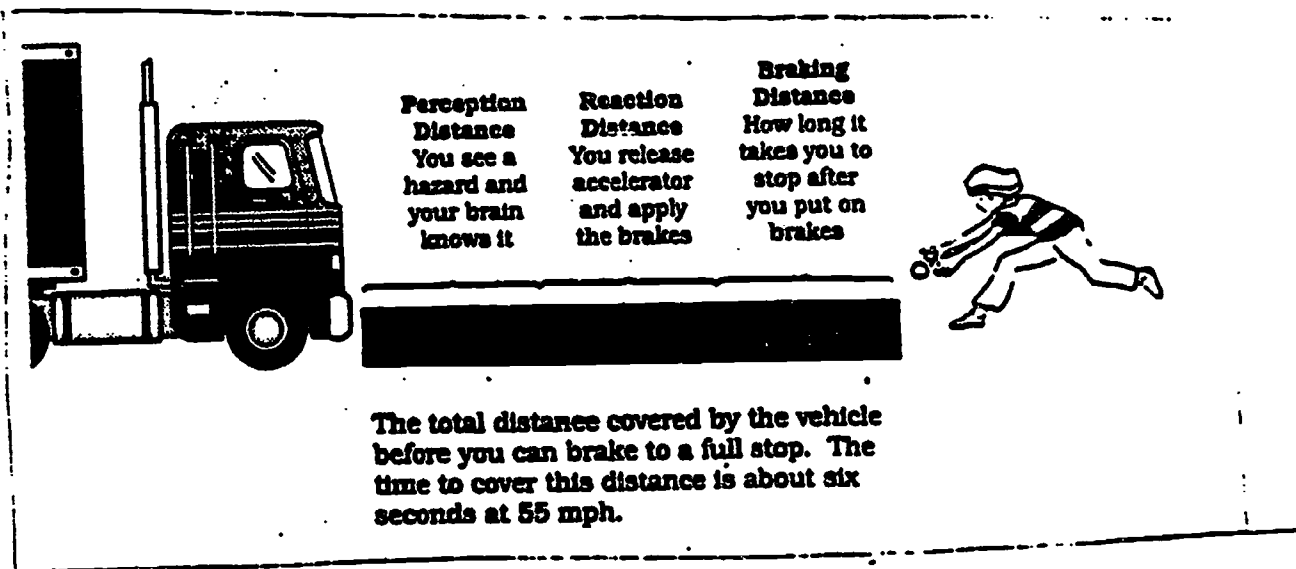 Perception
Distance
You see a
hazard and
your brain
knows it
Reaction
Distance
You release
accelerator
and apply
the brakes
Braking
Distance
How long it
takes you to
stop after
you put on
brakes
The total distance covered by the vehicle
before you can brake to a full stop. The
time to cover this distance is about six
seconds at 55 mph.